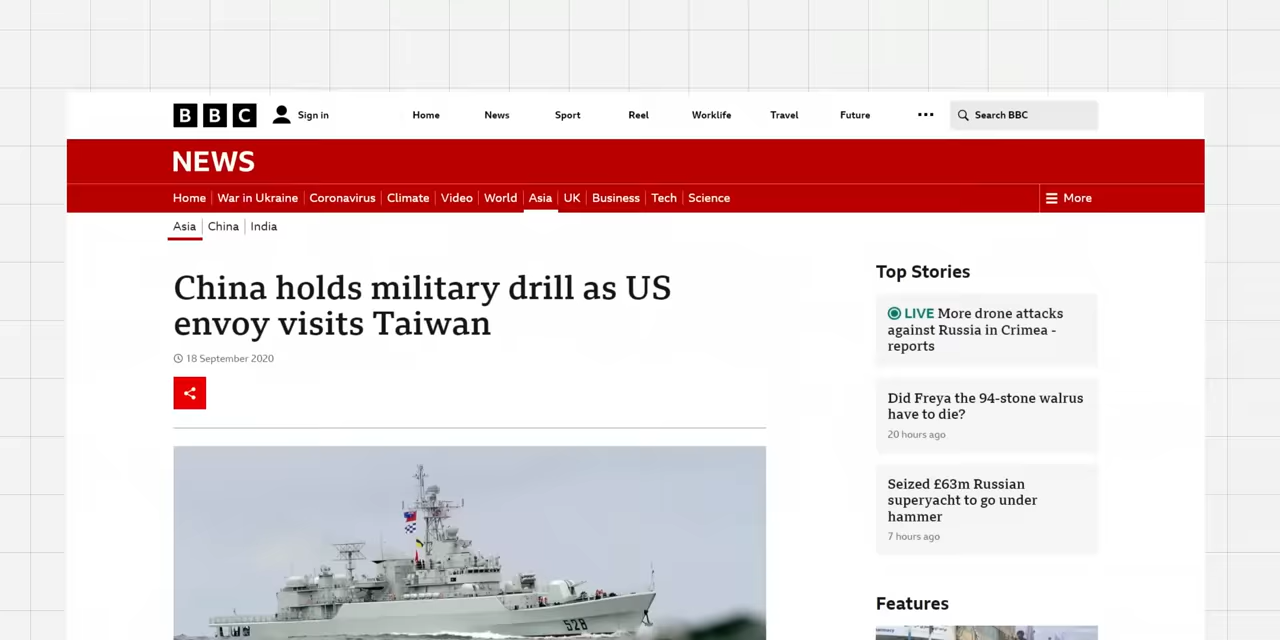 BBC Sign in Home News Sport Reel Worklife Travel Future ... Search BBC
NEWS
Home War in Ukraine Coronavirus Climate Video World Asia UK Business Tech Science More
Asia China India
China holds military drill as US
envoy visits Taiwan
18 September 2020
528
Top Stories
LIVE More drone attacks
against Russia in Crimea -
reports
Did Freya the 94-stone walrus
have to die?
20 hours ago
Seized £63m Russian
superyacht to go under
hammer
7 hours ago
Features